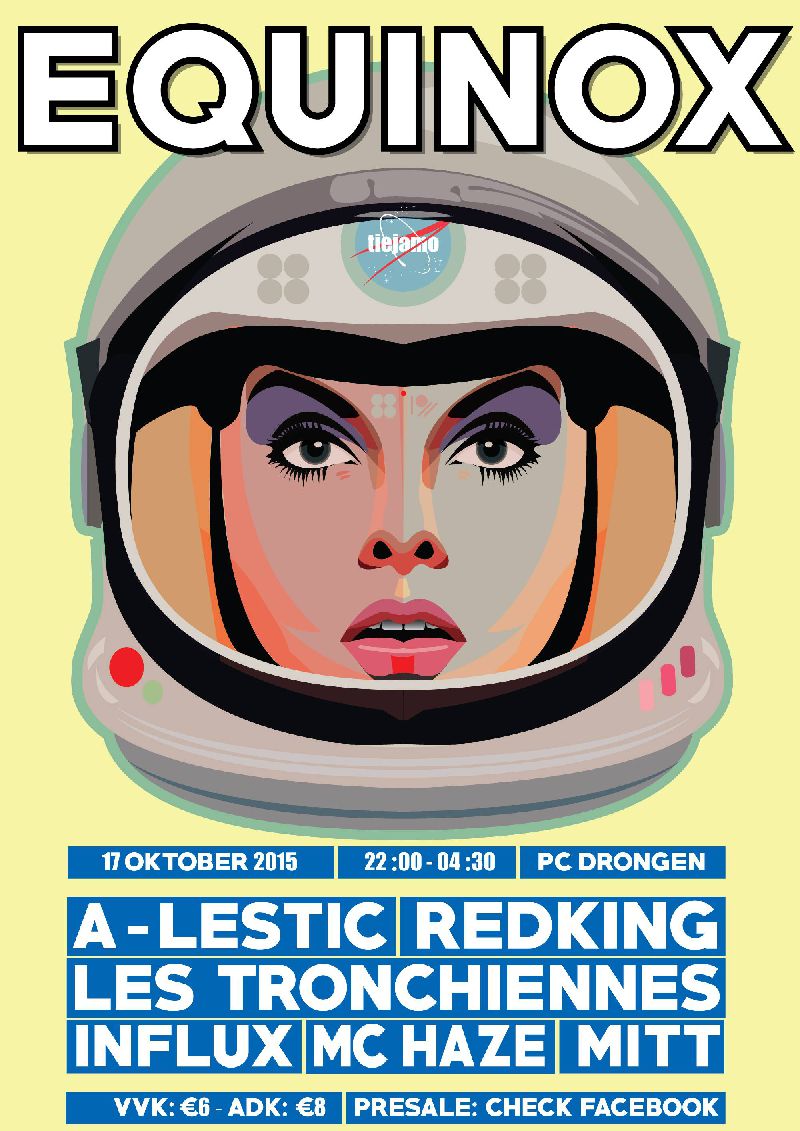 EQUINOX
tiejamo
17 OKTOBER 2015 22:00 - 04:30 PC DRONGEN
A - LESTIC REDKING
LES TRONCHIENNES
INFLUX MC HAZE MITT
VVK: €6 - ADK: €8 PRESALE: CHECK FACEBOOK